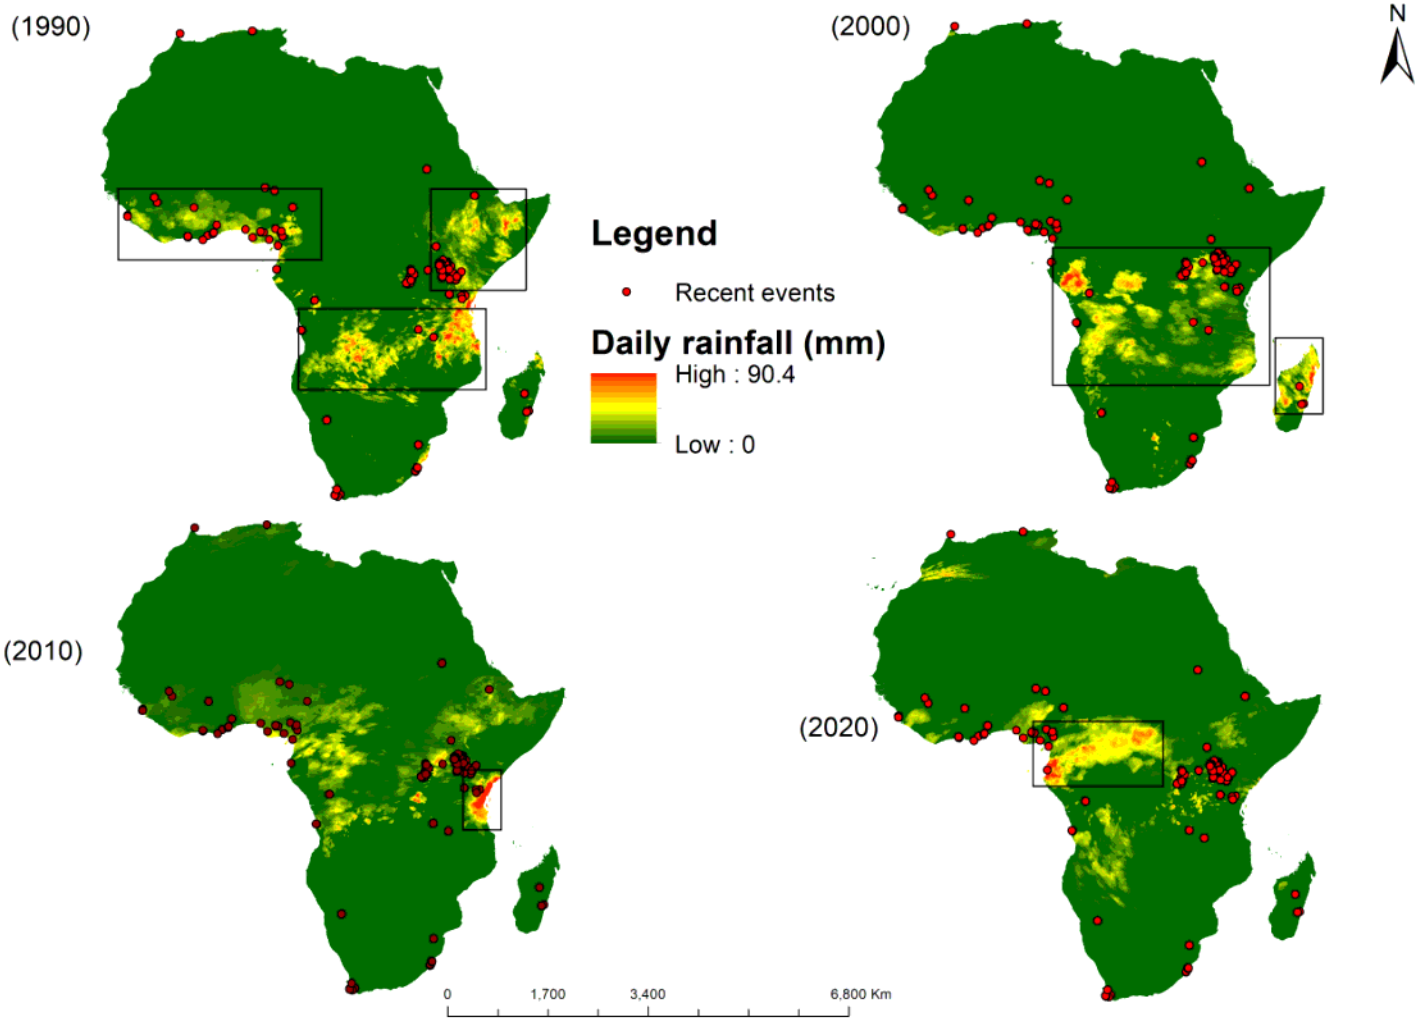 (1990)
(2000)
N
Legend
Recent events
Daily rainfall (mm)
High : 90.4
Low : 0
(2010)
(2020)
0 1,700 3,400 6,800 Km